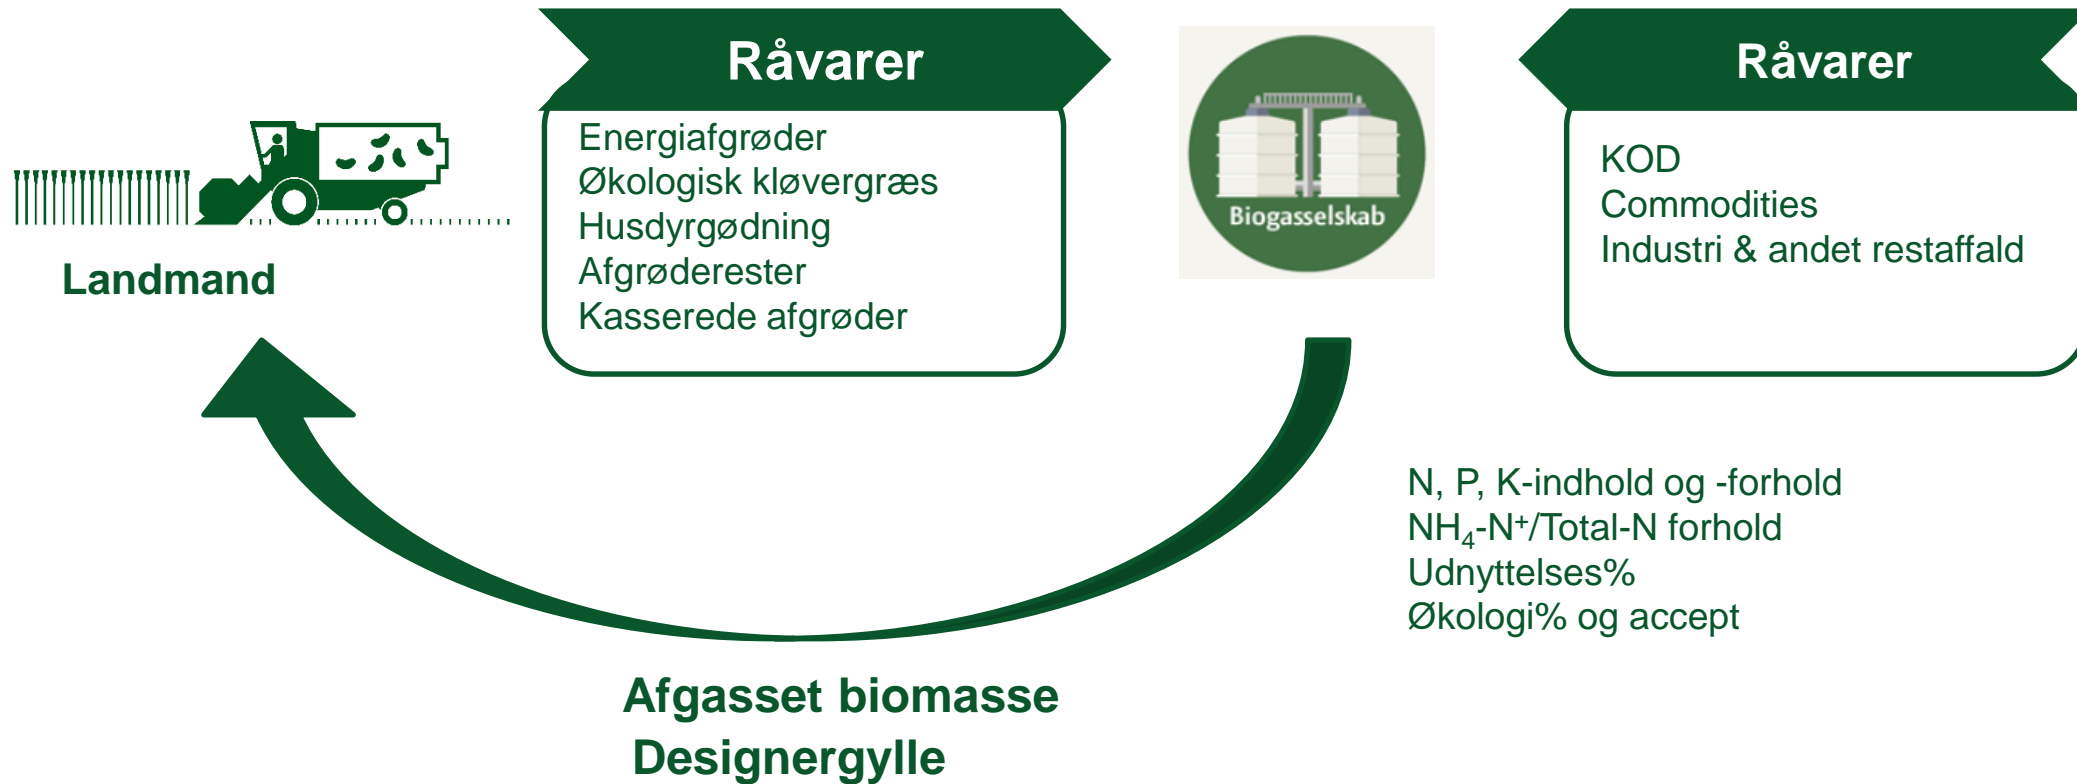 Råvarer
Energiafgrøder
Økologisk kløvergræs
Husdyrgødning
Afgrøderester
Kasserede afgrøder
Landmand
Biogasselskab
Råvarer
KOD
Commodities
Industri & andet restaffald
N, P, K-indhold og -forhold
NH₄-N⁺/Total-N forhold
Udnyttelses%
Økologi% og accept
Afgasset biomasse
Designergylle